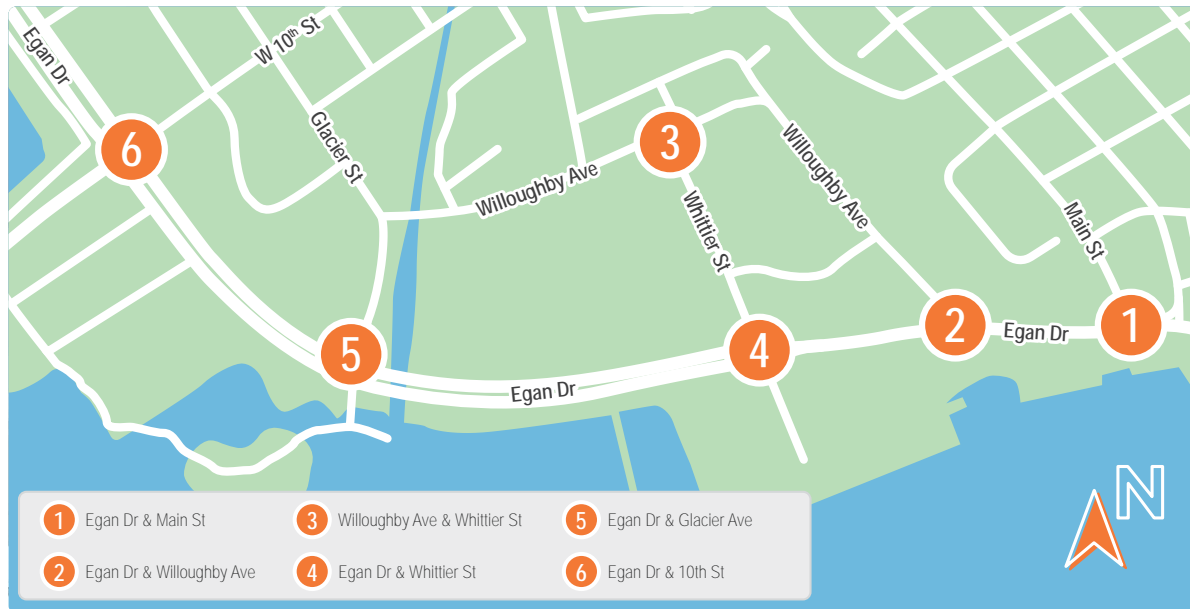 Egan Dr
W 10th St
6
Glacier St
3
Willoughby Ave
Willoughby Ave
Whittier St
Main St
5
4
2
1
Egan Dr
Egan Dr
N
1 Egan Dr & Main St
3 Willoughby Ave & Whittier St
5 Egan Dr & Glacier Ave
2 Egan Dr & Willoughby Ave
4 Egan Dr & Whittier St
6 Egan Dr & 10th St